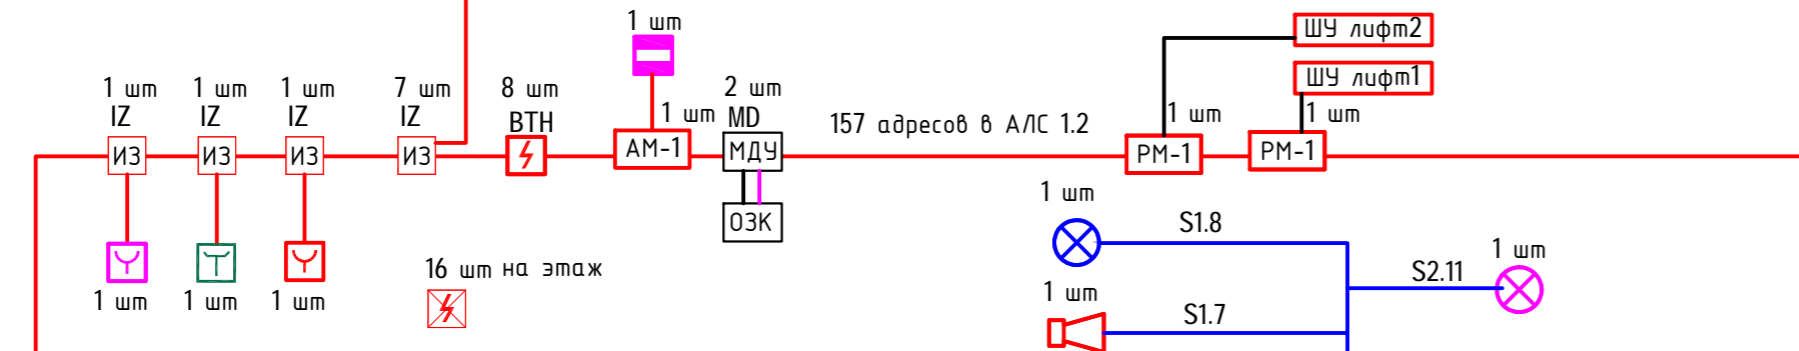 1 шт
ШУ лифт2
ШУ лифт1
1 шт 1 шт 1 шт 7 шт 8 шт 1 шт 2 шт 1 шт 1 шт
IZ IZ IZ IZ ВТН MD
157 адресов в АЛС 1.2
ИЗ ИЗ ИЗ ИЗ АМ-1 МДУ РМ-1 РМ-1
ОЗК
1 шт
S1.8
16 шт на этаж
1 шт
S2.11
1 шт 1 шт 1 шт
1 шт
S1.7